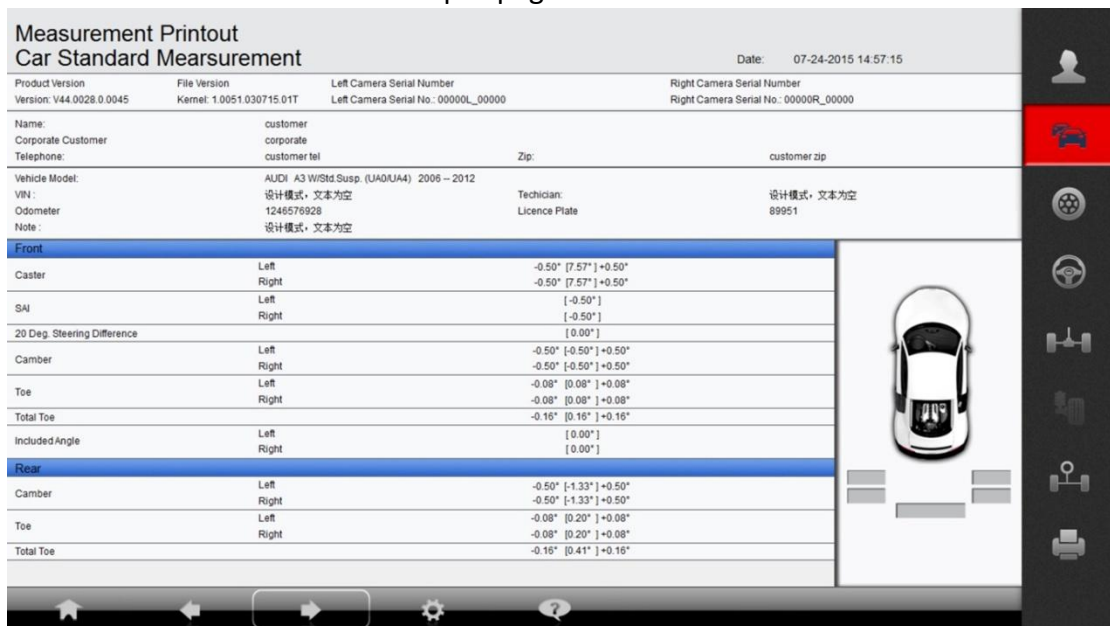 Measurement Printout
Car Standard Mearsurement
Date: 07-24-2015 14:57:15
Product Version File Version Left Camera Serial Number Right Camera Serial Number
Version: V44.0028.0.0045 Kernel: 1.0051.030715.01T Left Camera Serial No.: 00000L_00000 Right Camera Serial No.: 00000R_00000
Name: customer
Corporate Customer corporate
Telephone: customer tel Zip: customer zip
Vehicle Model: AUDI A3 W/Std.Susp. (UA0/UA4) 2006 -- 2012
VIN : 设计模式，文本为空 Techician: 设计模式，文本为空
Odometer 1246576928 Licence Plate 89951
Note : 设计模式，文本为空
Front
Caster Left -0.50° [7.57° ] +0.50°
Right -0.50° [7.57° ] +0.50°
SAI Left [ -0.50° ]
Right [ -0.50° ]
20 Deg. Steering Difference [ 0.00° ]
Camber Left -0.50° [-0.50° ] +0.50°
Right -0.50° [-0.50° ] +0.50°
Toe Left -0.08° [0.08° ] +0.08°
Right -0.08° [0.08° ] +0.08°
Total Toe -0.16° [0.16° ] +0.16°
Included Angle Left [ 0.00° ]
Right [ 0.00° ]
Rear
Camber Left -0.50° [-1.33° ] +0.50°
Right -0.50° [-1.33° ] +0.50°
Toe Left -0.08° [0.20° ] +0.08°
Right -0.08° [0.20° ] +0.08°
Total Toe -0.16° [0.41° ] +0.16°